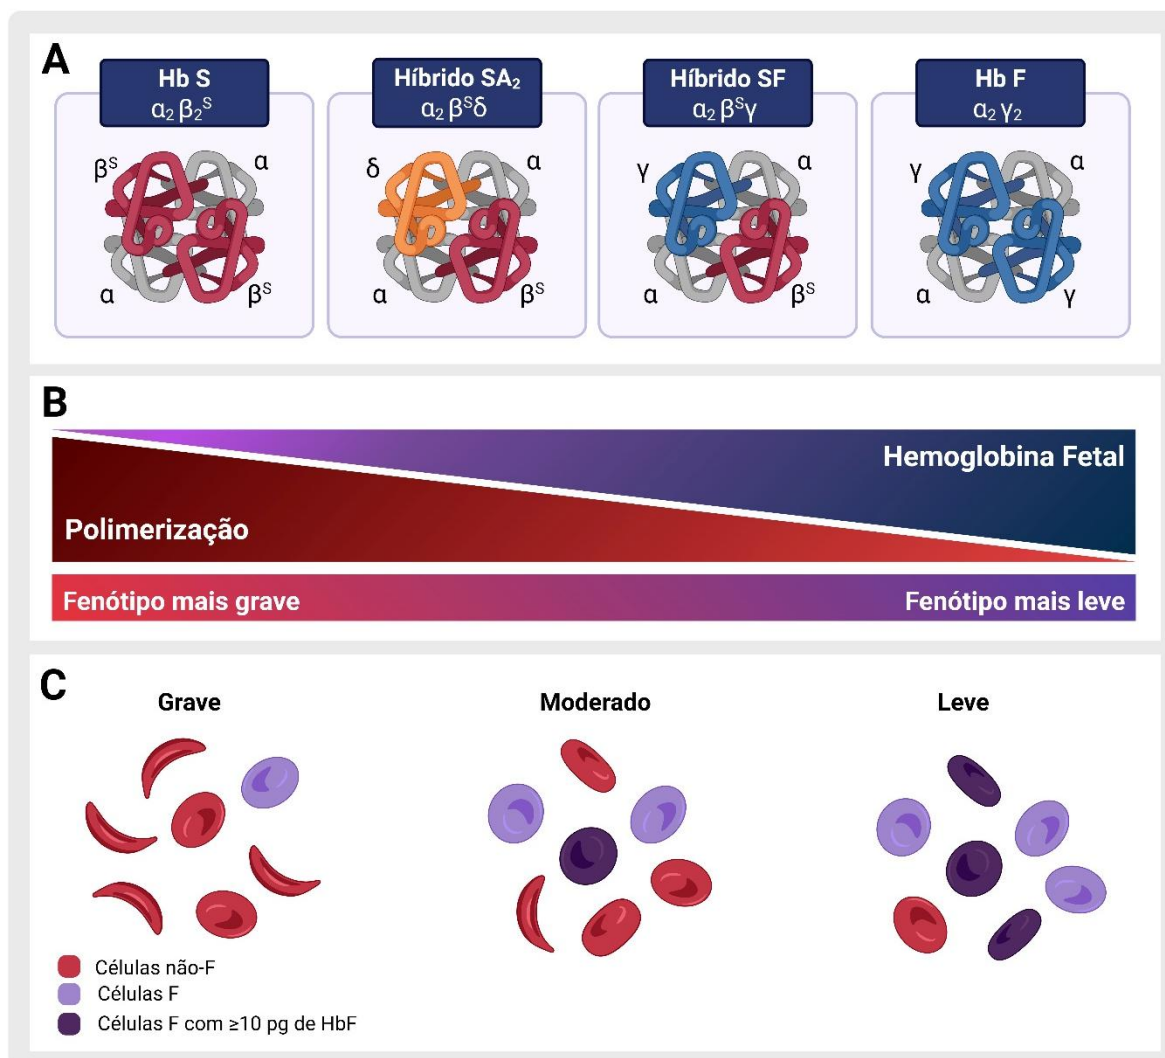 A
Hb S
α₂ β₂ˢ
Híbrido SA₂
α₂ βˢδ
Híbrido SF
α₂ βˢγ
Hb F
α₂ γ₂
βˢ
α
α
βˢ
δ
α
α
βˢ
γ
α
α
βˢ
γ
α
α
γ
B
Hemoglobina Fetal
Polimerização
Fenótipo mais grave
Fenótipo mais leve
C
Grave
Moderado
Leve
Células não-F
Células F
Células F com ≥10 pg de HbF